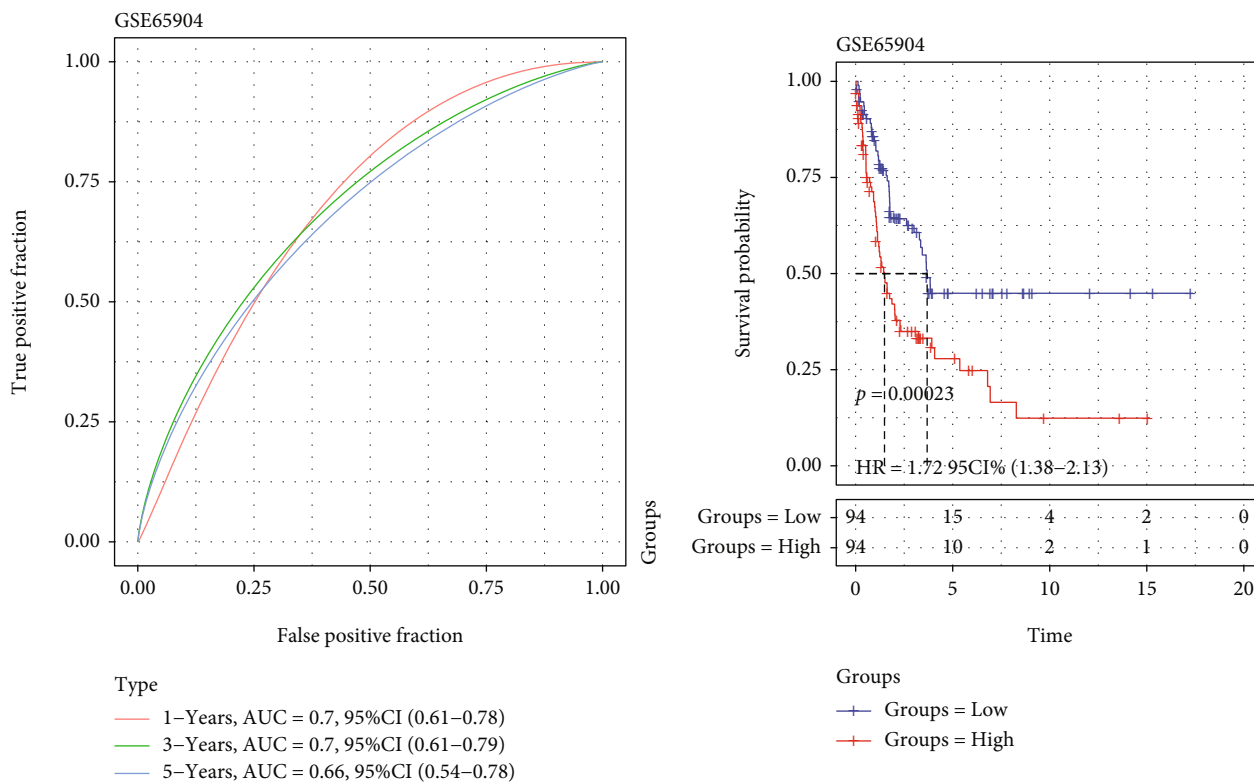 GSE65904
1.00
0.75
0.50
0.25
0.00
True positive fraction
0.00 0.25 0.50 0.75 1.00
False positive fraction
Type
1−Years, AUC = 0.7, 95%CI (0.61−0.78)
3−Years, AUC = 0.7, 95%CI (0.61−0.79)
5−Years, AUC = 0.66, 95%CI (0.54−0.78)
GSE65904
1.00
0.75
0.50
0.25
0.00
Survival probability
p = 0.00023
HR = 1.72 95CI% (1.38−2.13)
Groups
Groups = Low 94 15 4 2 0
Groups = High 94 10 2 1 0
0 5 10 15 20
Time
Groups
Groups = Low
Groups = High